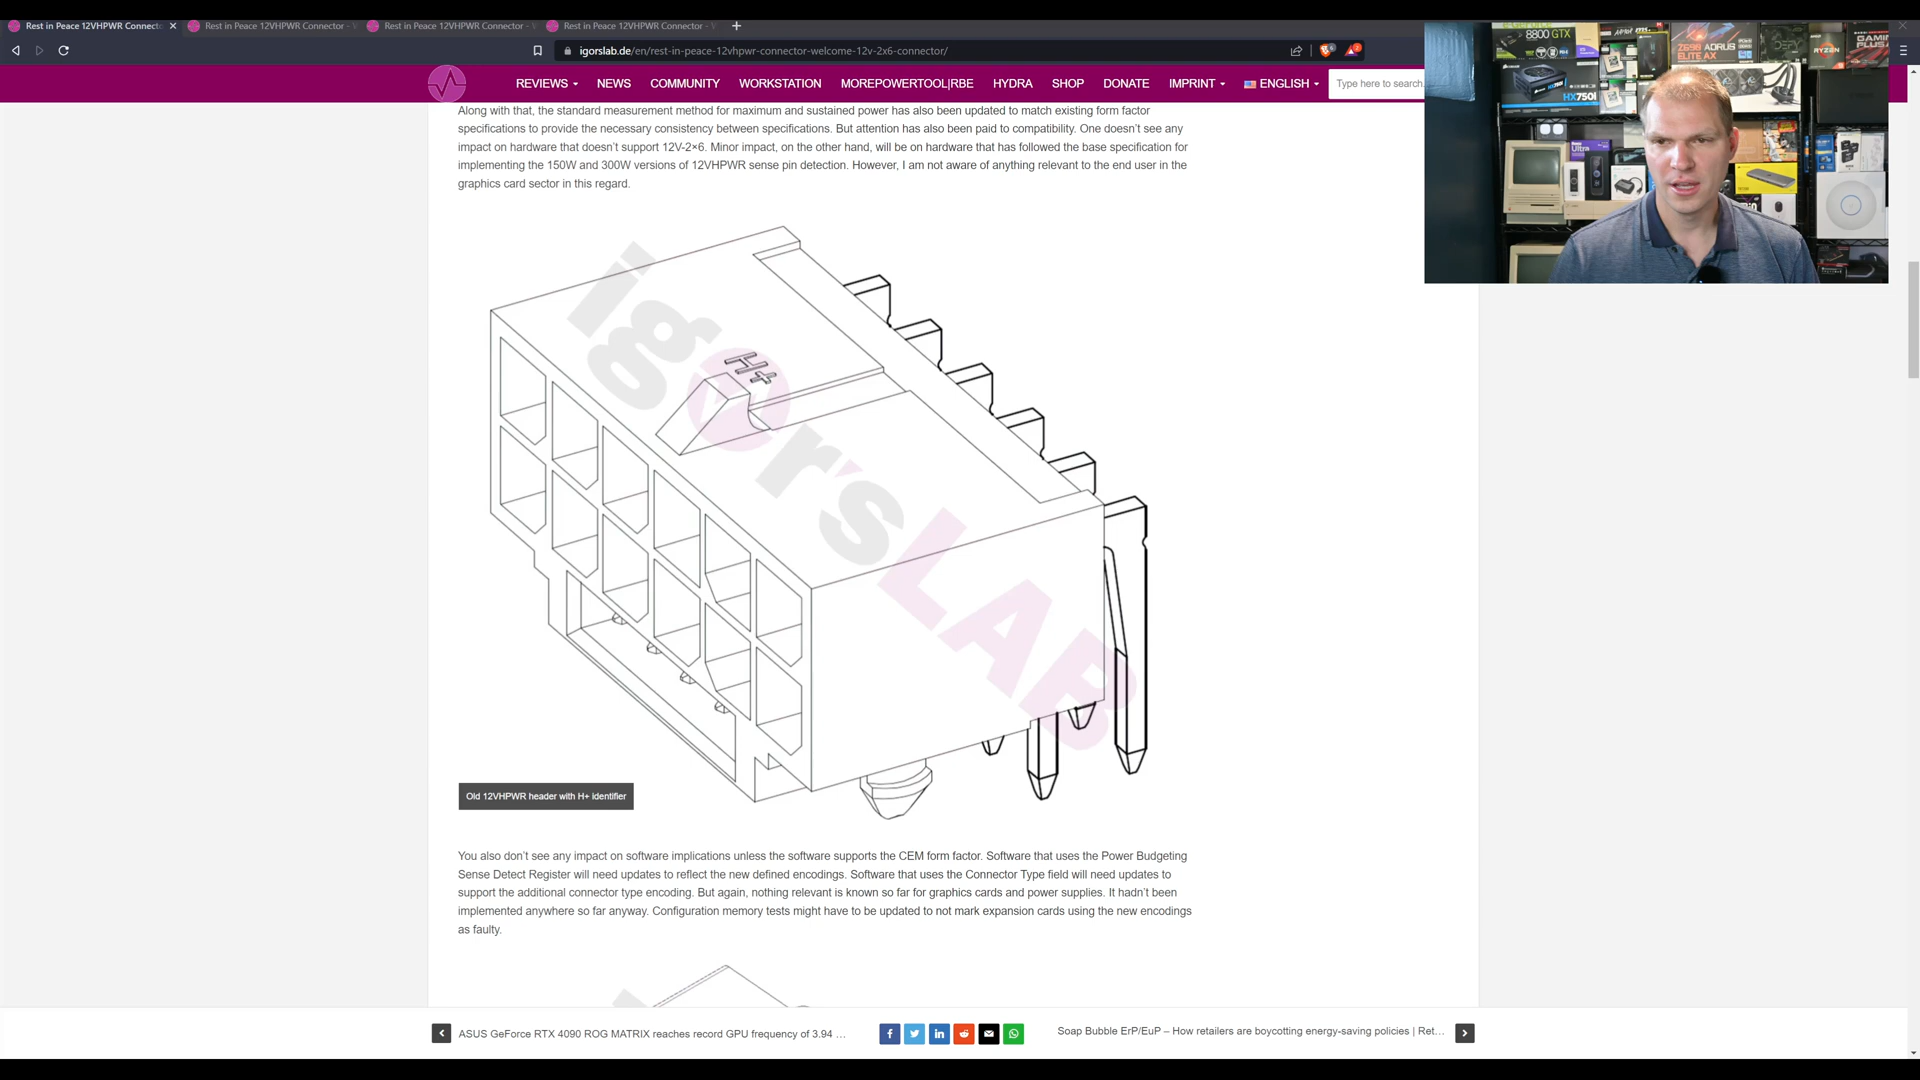 Rest in Peace 12VHPWR Connecto
Rest in Peace 12VHPWR Connector -
Rest in Peace 12VHPWR Connector -
Rest in Peace 12VHPWR Connector -
igorslab.de/en/rest-in-peace-12vhpwr-connector-welcome-12v-2x6-connector/
REVIEWS NEWS COMMUNITY WORKSTATION MOREPOWERTOOL|RBE HYDRA SHOP DONATE IMPRINT ENGLISH Type here to search.
8800 GTX
Z690 AORUS
ELITE AX
RYZEN
HX750i
Ultra
Along with that, the standard measurement method for maximum and sustained power has also been updated to match existing form factor
specifications to provide the necessary consistency between specifications. But attention has also been paid to compatibility. One doesn't see any
impact on hardware that doesn't support 12V-2×6. Minor impact, on the other hand, will be on hardware that has followed the base specification for
implementing the 150W and 300W versions of 12VHPWR sense pin detection. However, I am not aware of anything relevant to the end user in the
graphics card sector in this regard.
H+
igor'sLAB
Old 12VHPWR header with H+ identifier
You also don't see any impact on software implications unless the software supports the CEM form factor. Software that uses the Power Budgeting
Sense Detect Register will need updates to reflect the new defined encodings. Software that uses the Connector Type field will need updates to
support the additional connector type encoding. But again, nothing relevant is known so far for graphics cards and power supplies. It hadn't been
implemented anywhere so far anyway. Configuration memory tests might have to be updated to not mark expansion cards using the new encodings
as faulty.
ASUS GeForce RTX 4090 ROG MATRIX reaches record GPU frequency of 3.94 ...
Soap Bubble ErP/EuP – How retailers are boycotting energy-saving policies | Ret...